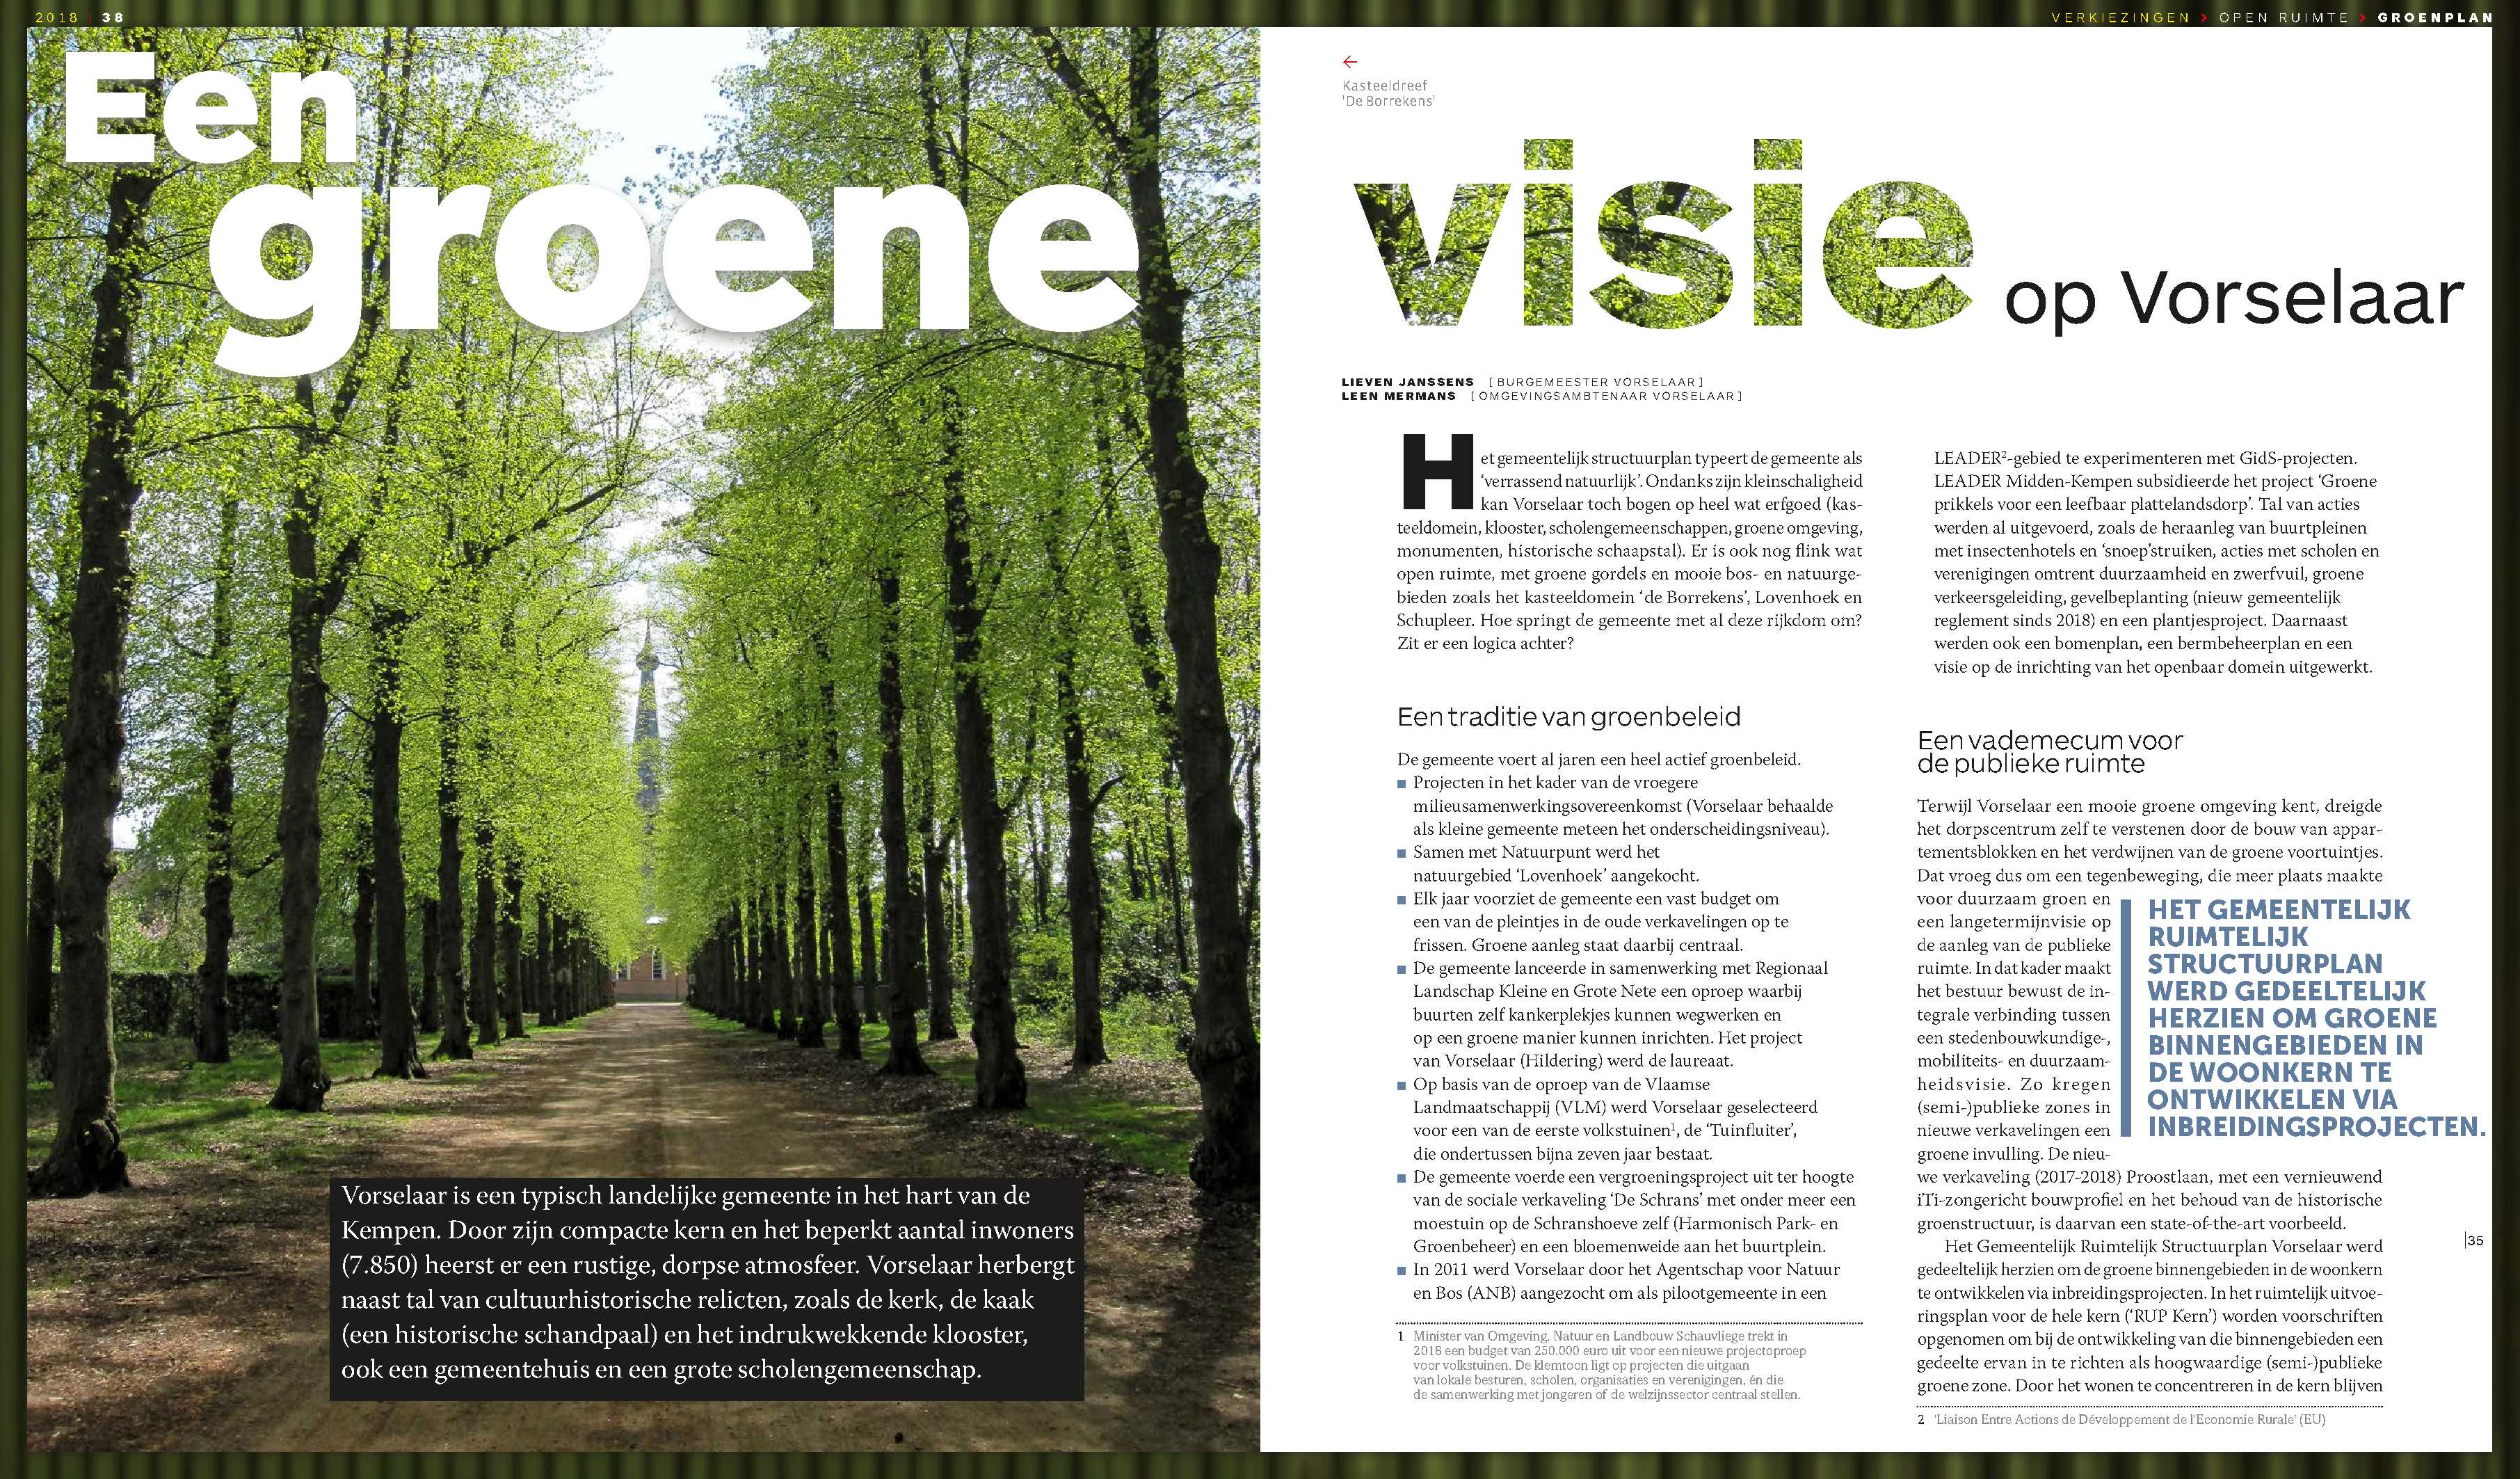 2018 | 38
VERKIEZINGEN > OPEN RUIMTE > GROENPLAN
Een
groene
←
Kasteeldreef
'De Borrekens'
visie op Vorselaar
LIEVEN JANSSENS [ BURGEMEESTER VORSELAAR ]
LEEN MERMANS [ OMGEVINGSAMBTENAAR VORSELAAR ]
Vorselaar is een typisch landelijke gemeente in het hart van de
Kempen. Door zijn compacte kern en het beperkt aantal inwoners
(7.850) heerst er een rustige, dorpse atmosfeer. Vorselaar herbergt
naast tal van cultuurhistorische relicten, zoals de kerk, de kaak
(een historische schandpaal) en het indrukwekkende klooster,
ook een gemeentehuis en een grote scholengemeenschap.
Het gemeentelijk structuurplan typeert de gemeente als
'verrassend natuurlijk'. Ondanks zijn kleinschaligheid
kan Vorselaar toch bogen op heel wat erfgoed (kas-
teeldomein, klooster, scholengemeenschappen, groene omgeving,
monumenten, historische schaapstal). Er is ook nog flink wat
open ruimte, met groene gordels en mooie bos- en natuurge-
bieden zoals het kasteeldomein 'de Borrekens', Lovenhoek en
Schupleer. Hoe springt de gemeente met al deze rijkdom om?
Zit er een logica achter?
Een traditie van groenbeleid
De gemeente voert al jaren een heel actief groenbeleid.
■ Projecten in het kader van de vroegere
milieusamenwerkingsovereenkomst (Vorselaar behaalde
als kleine gemeente meteen het onderscheidingsniveau).
■ Samen met Natuurpunt werd het
natuurgebied 'Lovenhoek' aangekocht.
■ Elk jaar voorziet de gemeente een vast budget om
een van de pleintjes in de oude verkavelingen op te
frissen. Groene aanleg staat daarbij centraal.
■ De gemeente lanceerde in samenwerking met Regionaal
Landschap Kleine en Grote Nete een oproep waarbij
buurten zelf kankerplekjes kunnen wegwerken en
op een groene manier kunnen inrichten. Het project
van Vorselaar (Hildering) werd de laureaat.
■ Op basis van de oproep van de Vlaamse
Landmaatschappij (VLM) werd Vorselaar geselecteerd
voor een van de eerste volkstuinen¹, de 'Tuinfluiter',
die ondertussen bijna zeven jaar bestaat.
■ De gemeente voerde een vergroeningsproject uit ter hoogte
van de sociale verkaveling 'De Schrans' met onder meer een
moestuin op de Schranshoeve zelf (Harmonisch Park- en
Groenbeheer) en een bloemenweide aan het buurtplein.
■ In 2011 werd Vorselaar door het Agentschap voor Natuur
en Bos (ANB) aangezocht om als pilootgemeente in een
1 Minister van Omgeving, Natuur en Landbouw Schauvliege trekt in
2018 een budget van 250.000 euro uit voor een nieuwe projectoproep
voor volkstuinen. De klemtoon ligt op projecten die uitgaan
van lokale besturen, scholen, organisaties en verenigingen, én die
de samenwerking met jongeren of de welzijnssector centraal stellen.
LEADER²-gebied te experimenteren met GidS-projecten.
LEADER Midden-Kempen subsidieerde het project 'Groene
prikkels voor een leefbaar plattelandsdorp'. Tal van acties
werden al uitgevoerd, zoals de heraanleg van buurtpleinen
met insectenhotels en 'snoep'struiken, acties met scholen en
verenigingen omtrent duurzaamheid en zwerfvuil, groene
verkeersgeleiding, gevelbeplanting (nieuw gemeentelijk
reglement sinds 2018) en een plantjesproject. Daarnaast
werden ook een bomenplan, een bermbeheerplan en een
visie op de inrichting van het openbaar domein uitgewerkt.
Een vademecum voor
de publieke ruimte
Terwijl Vorselaar een mooie groene omgeving kent, dreigde
het dorpscentrum zelf te verstenen door de bouw van appar-
tementsblokken en het verdwijnen van de groene voortuintjes.
Dat vroeg dus om een tegenbeweging, die meer plaats maakte
voor duurzaam groen en
een langetermijnvisie op
de aanleg van de publieke
ruimte. In dat kader maakt
het bestuur bewust de in-
tegrale verbinding tussen
een stedenbouwkundige-,
mobiliteits- en duurzaam-
heidsvisie. Zo kregen
(semi-)publieke zones in
nieuwe verkavelingen een
groene invulling. De nieu-
we verkaveling (2017-2018) Proostlaan, met een vernieuwend
iTi-zongericht bouwprofiel en het behoud van de historische
groenstructuur, is daarvan een state-of-the-art voorbeeld.
Het Gemeentelijk Ruimtelijk Structuurplan Vorselaar werd
gedeeltelijk herzien om de groene binnengebieden in de woonkern
te ontwikkelen via inbreidingsprojecten. In het ruimtelijk uitvoe-
ringsplan voor de hele kern ('RUP Kern') worden voorschriften
opgenomen om bij de ontwikkeling van die binnengebieden een
gedeelte ervan in te richten als hoogwaardige (semi-)publieke
groene zone. Door het wonen te concentreren in de kern blijven
HET GEMEENTELIJK
RUIMTELIJK
STRUCTUURPLAN
WERD GEDEELTELIJK
HERZIEN OM GROENE
BINNENGEBIEDEN IN
DE WOONKERN TE
ONTWIKKELEN VIA
INBREIDINGSPROJECTEN.
2 'Liaison Entre Actions de Développement de l'Economie Rurale' (EU)
|35